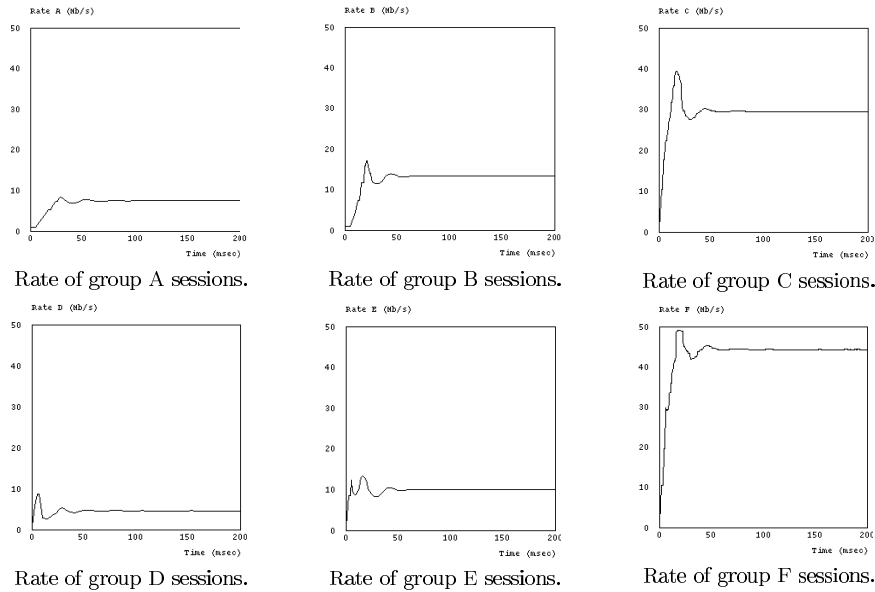 Rate A (Mb/s)
50
40
30
20
10
0
0 50 100 150 200
Time (msec)
Rate of group A sessions.
Rate B (Mb/s)
50
40
30
20
10
0
0 50 100 150 200
Time (msec)
Rate of group B sessions.
Rate C (Mb/s)
50
40
30
20
10
0
0 50 100 150 203
Time (msec)
Rate of group C sessions.
Rate D (Mb/s)
50
40
30
20
10
0
0 50 100 150 200
Time (msec)
Rate of group D sessions.
Rate E (Mb/s)
50
40
30
20
10
0
0 50 100 150 200
Time (msec)
Rate of group E sessions.
Rate F (Mb/s)
50
40
30
20
10
0
0 50 100 150 200
Time (msec)
Rate of group F sessions.